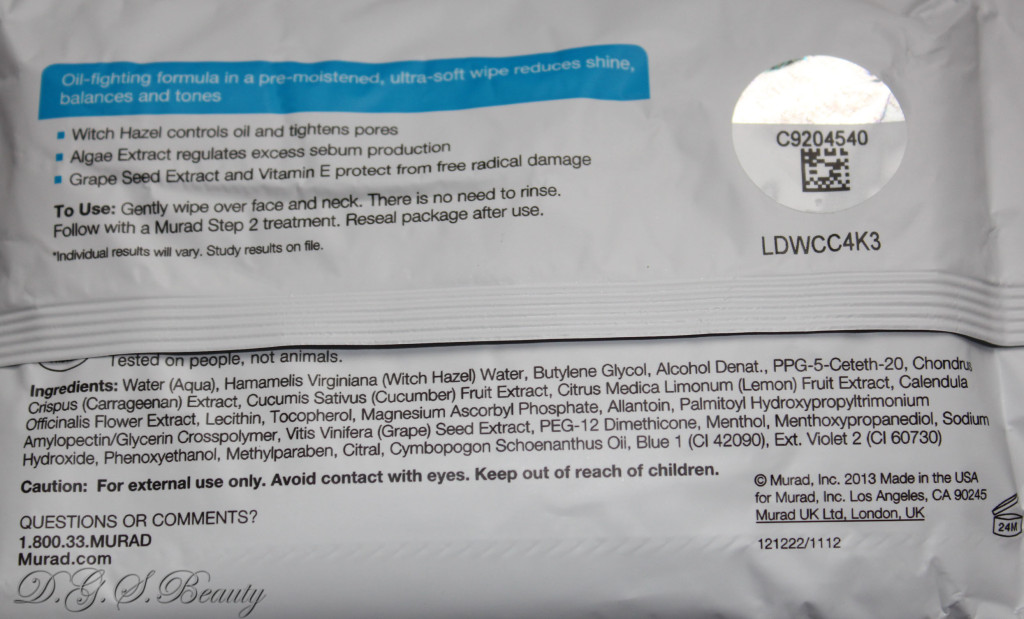 Oil-fighting formula in a pre-moistened, ultra-soft wipe reduces shine,
balances and tones
Witch Hazel controls oil and tightens pores
Algae Extract regulates excess sebum production
Grape Seed Extract and Vitamin E protect from free radical damage
To Use: Gently wipe over face and neck. There is no need to rinse.
Follow with a Murad Step 2 treatment. Reseal package after use.
*Individual results will vary. Study results on file.
C9204540
LDWCC4K3
Tested on people, not animals.
Ingredients: Water (Aqua), Hamamelis Virginiana (Witch Hazel) Water, Butylene Glycol, Alcohol Denat., PPG-5-Ceteth-20, Chondrus
Crispus (Carrageenan) Extract, Cucumis Sativus (Cucumber) Fruit Extract, Citrus Medica Limonum (Lemon) Fruit Extract, Calendula
Officinalis Flower Extract, Lecithin, Tocopherol, Magnesium Ascorbyl Phosphate, Allantoin, Palmitoyl Hydroxypropyltrimonium
Amylopectin/Glycerin Crosspolymer, Vitis Vinifera (Grape) Seed Extract, PEG-12 Dimethicone, Menthol, Menthoxypropanediol, Sodium
Hydroxide, Phenoxyethanol, Methylparaben, Citral, Cymbopogon Schoenanthus Oil, Blue 1 (CI 42090), Ext. Violet 2 (CI 60730)
Caution: For external use only. Avoid contact with eyes. Keep out of reach of children.
QUESTIONS OR COMMENTS?
1.800.33.MURAD
Murad.com
© Murad, Inc. 2013 Made in the USA
for Murad, Inc. Los Angeles, CA 90245
Murad UK Ltd, London, UK
121222/1112
24M
D.G.S.Beauty